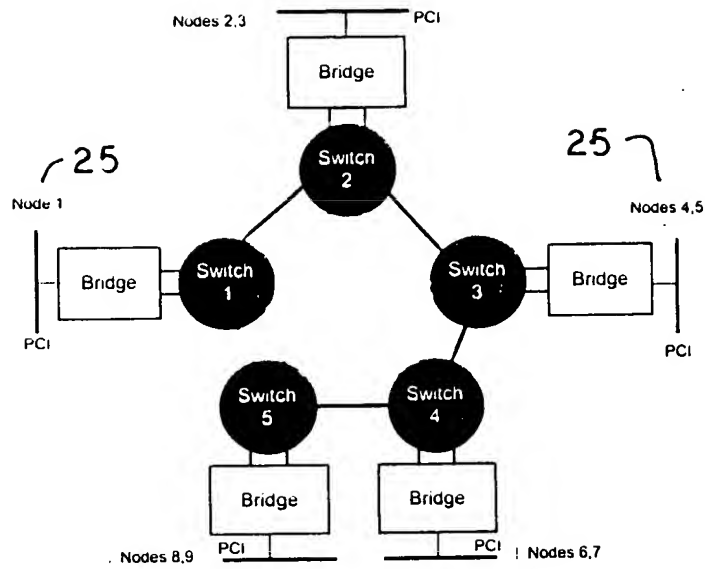 Nodes 2,3
PCI
Bridge
Switch
2
25
25
Node 1
Nodes 4,5
Bridge
Switch
1
Switch
3
Bridge
PCI
PCI
Switch
5
Switch
4
Bridge
Bridge
PCI
Nodes 8,9
PCI
Nodes 6,7